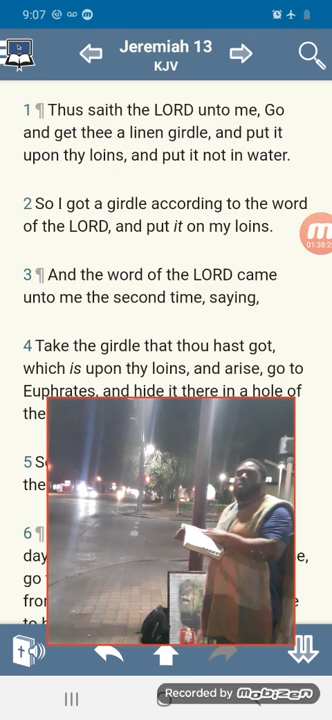 9:07
Jeremiah 13
KJV
1 ¶ Thus saith the LORD unto me, Go
and get thee a linen girdle, and put it
upon thy loins, and put it not in water.
2 So I got a girdle according to the word
of the LORD, and put it on my loins.
3 ¶ And the word of the LORD came
unto me the second time, saying,
4 Take the girdle that thou hast got,
which is upon thy loins, and arise, go to
Euphrates, and hide it there in a hole of
the
5
the
6 ¶
day
go
Recorded by mobizen